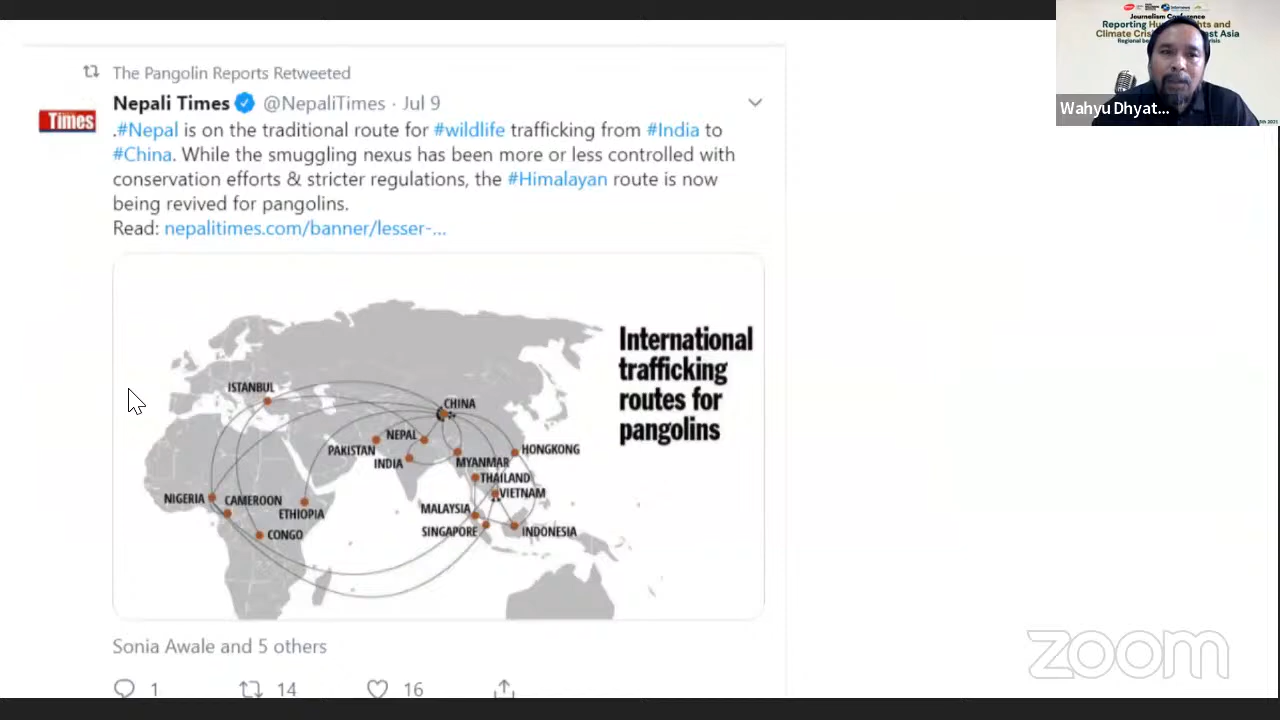 The Pangolin Reports Retweeted
Nepali Times @NepaliTimes · Jul 9
Times
.#Nepal is on the traditional route for #wildlife trafficking from #India to
#China. While the smuggling nexus has been more or less controlled with
conservation efforts & stricter regulations, the #Himalayan route is now
being revived for pangolins.
Read: nepalitimes.com/banner/lesser-...
International
trafficking
routes for
pangolins
ISTANBUL
CHINA
NEPAL
PAKISTAN
INDIA
HONGKONG
MYANMAR
THAILAND
VIETNAM
NIGERIA
CAMEROON
ETHIOPIA
CONGO
MALAYSIA
SINGAPORE
INDONESIA
Sonia Awale and 5 others
1 14 16
Journalism Conference
Reporting
Climate
Wahyu Dhyat...
zoom